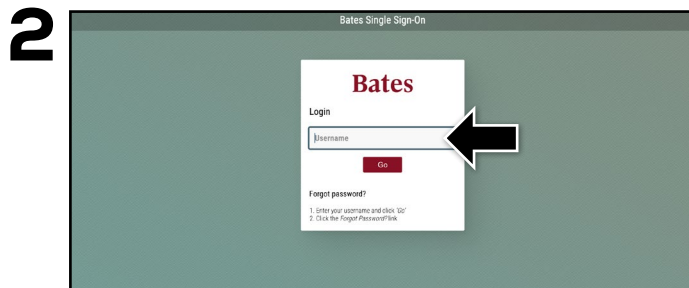 2
Bates Single Sign-On
Bates
Login
Username
Go
Forgot password?
1. Enter your username and click 'Go'
2. Click the Forgot Password? link